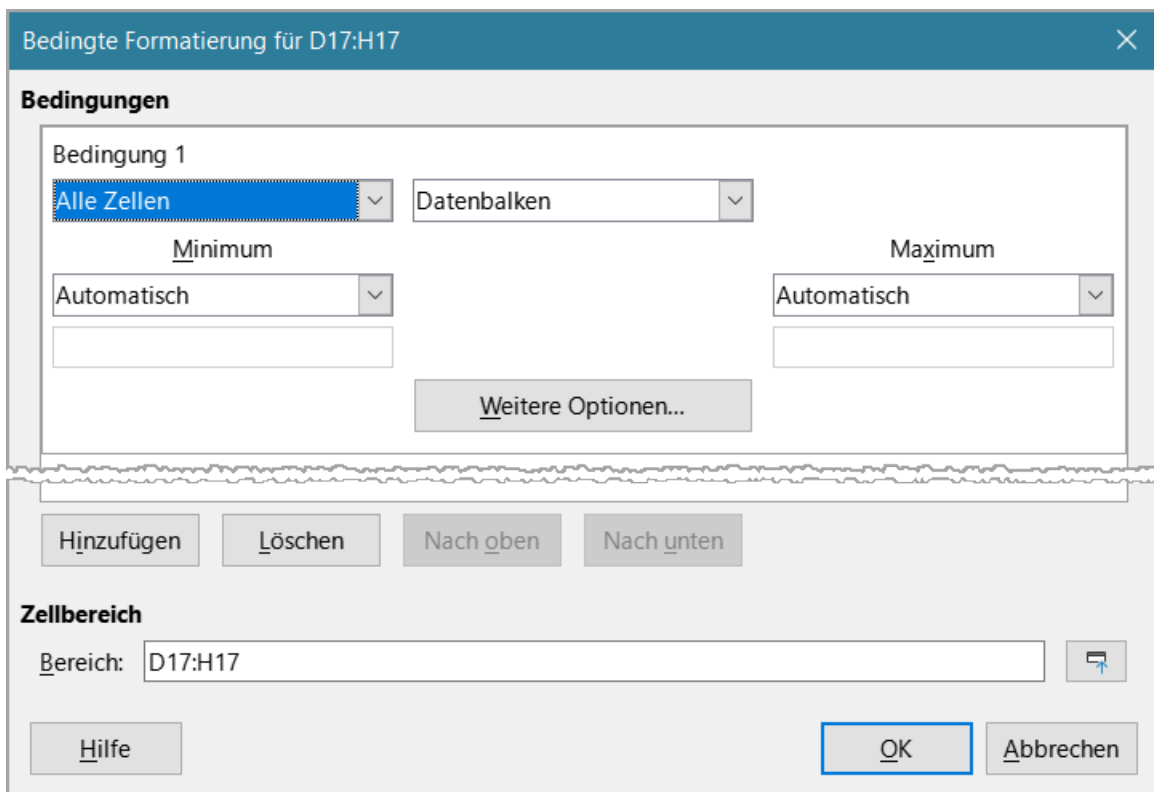 Bedingte Formatierung für D17:H17
Bedingungen
Bedingung 1
Alle Zellen Datenbalken
Minimum Maximum
Automatisch Automatisch
Weitere Optionen...
Hinzufügen Löschen Nach oben Nach unten
Zellbereich
Bereich: D17:H17
Hilfe OK Abbrechen